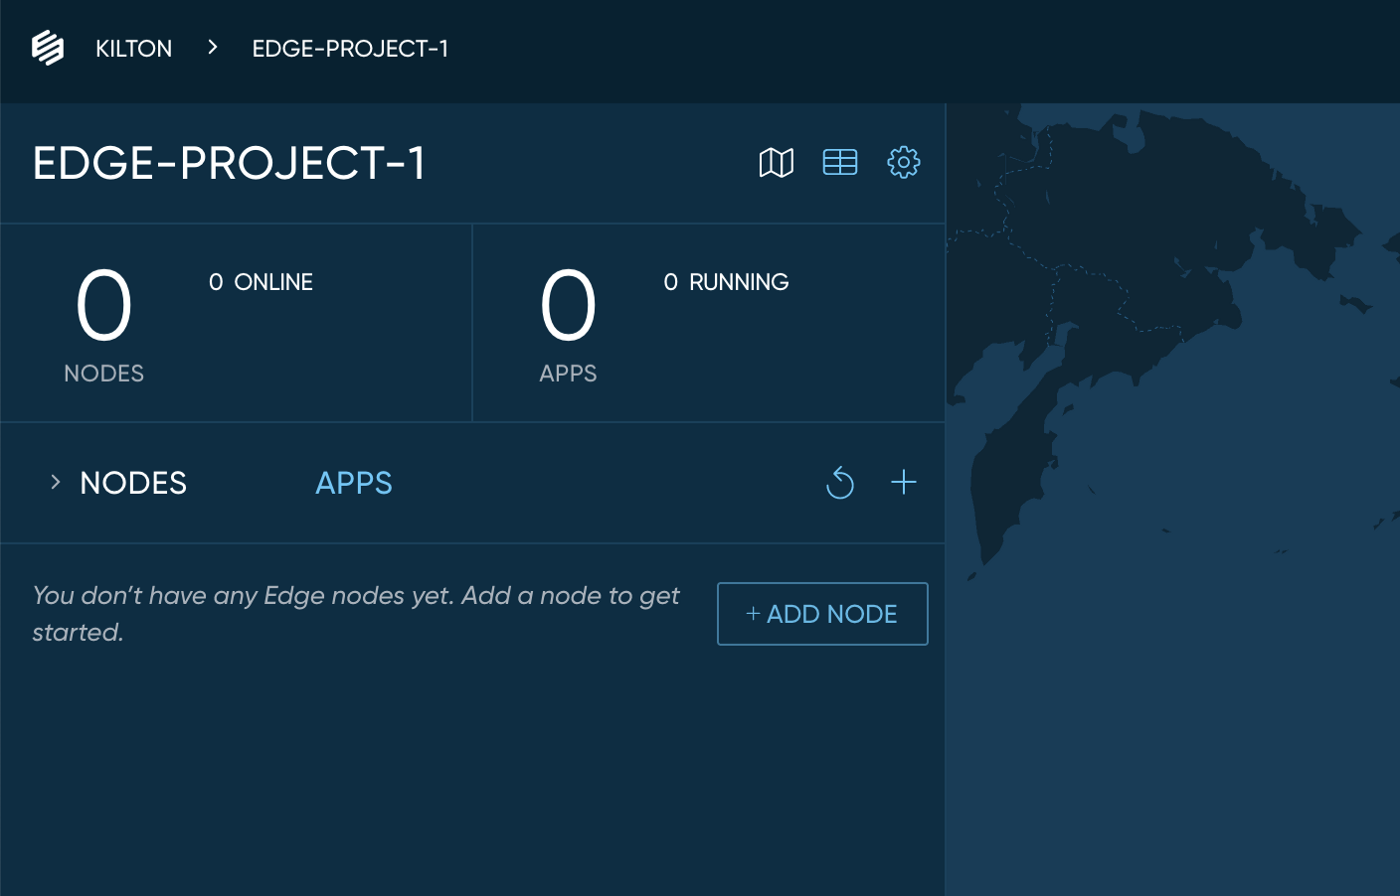 KILTON > EDGE-PROJECT-1
EDGE-PROJECT-1
0 NODES
0 ONLINE
0 APPS
0 RUNNING
> NODES APPS
You don’t have any Edge nodes yet. Add a node to get
started.
+ ADD NODE